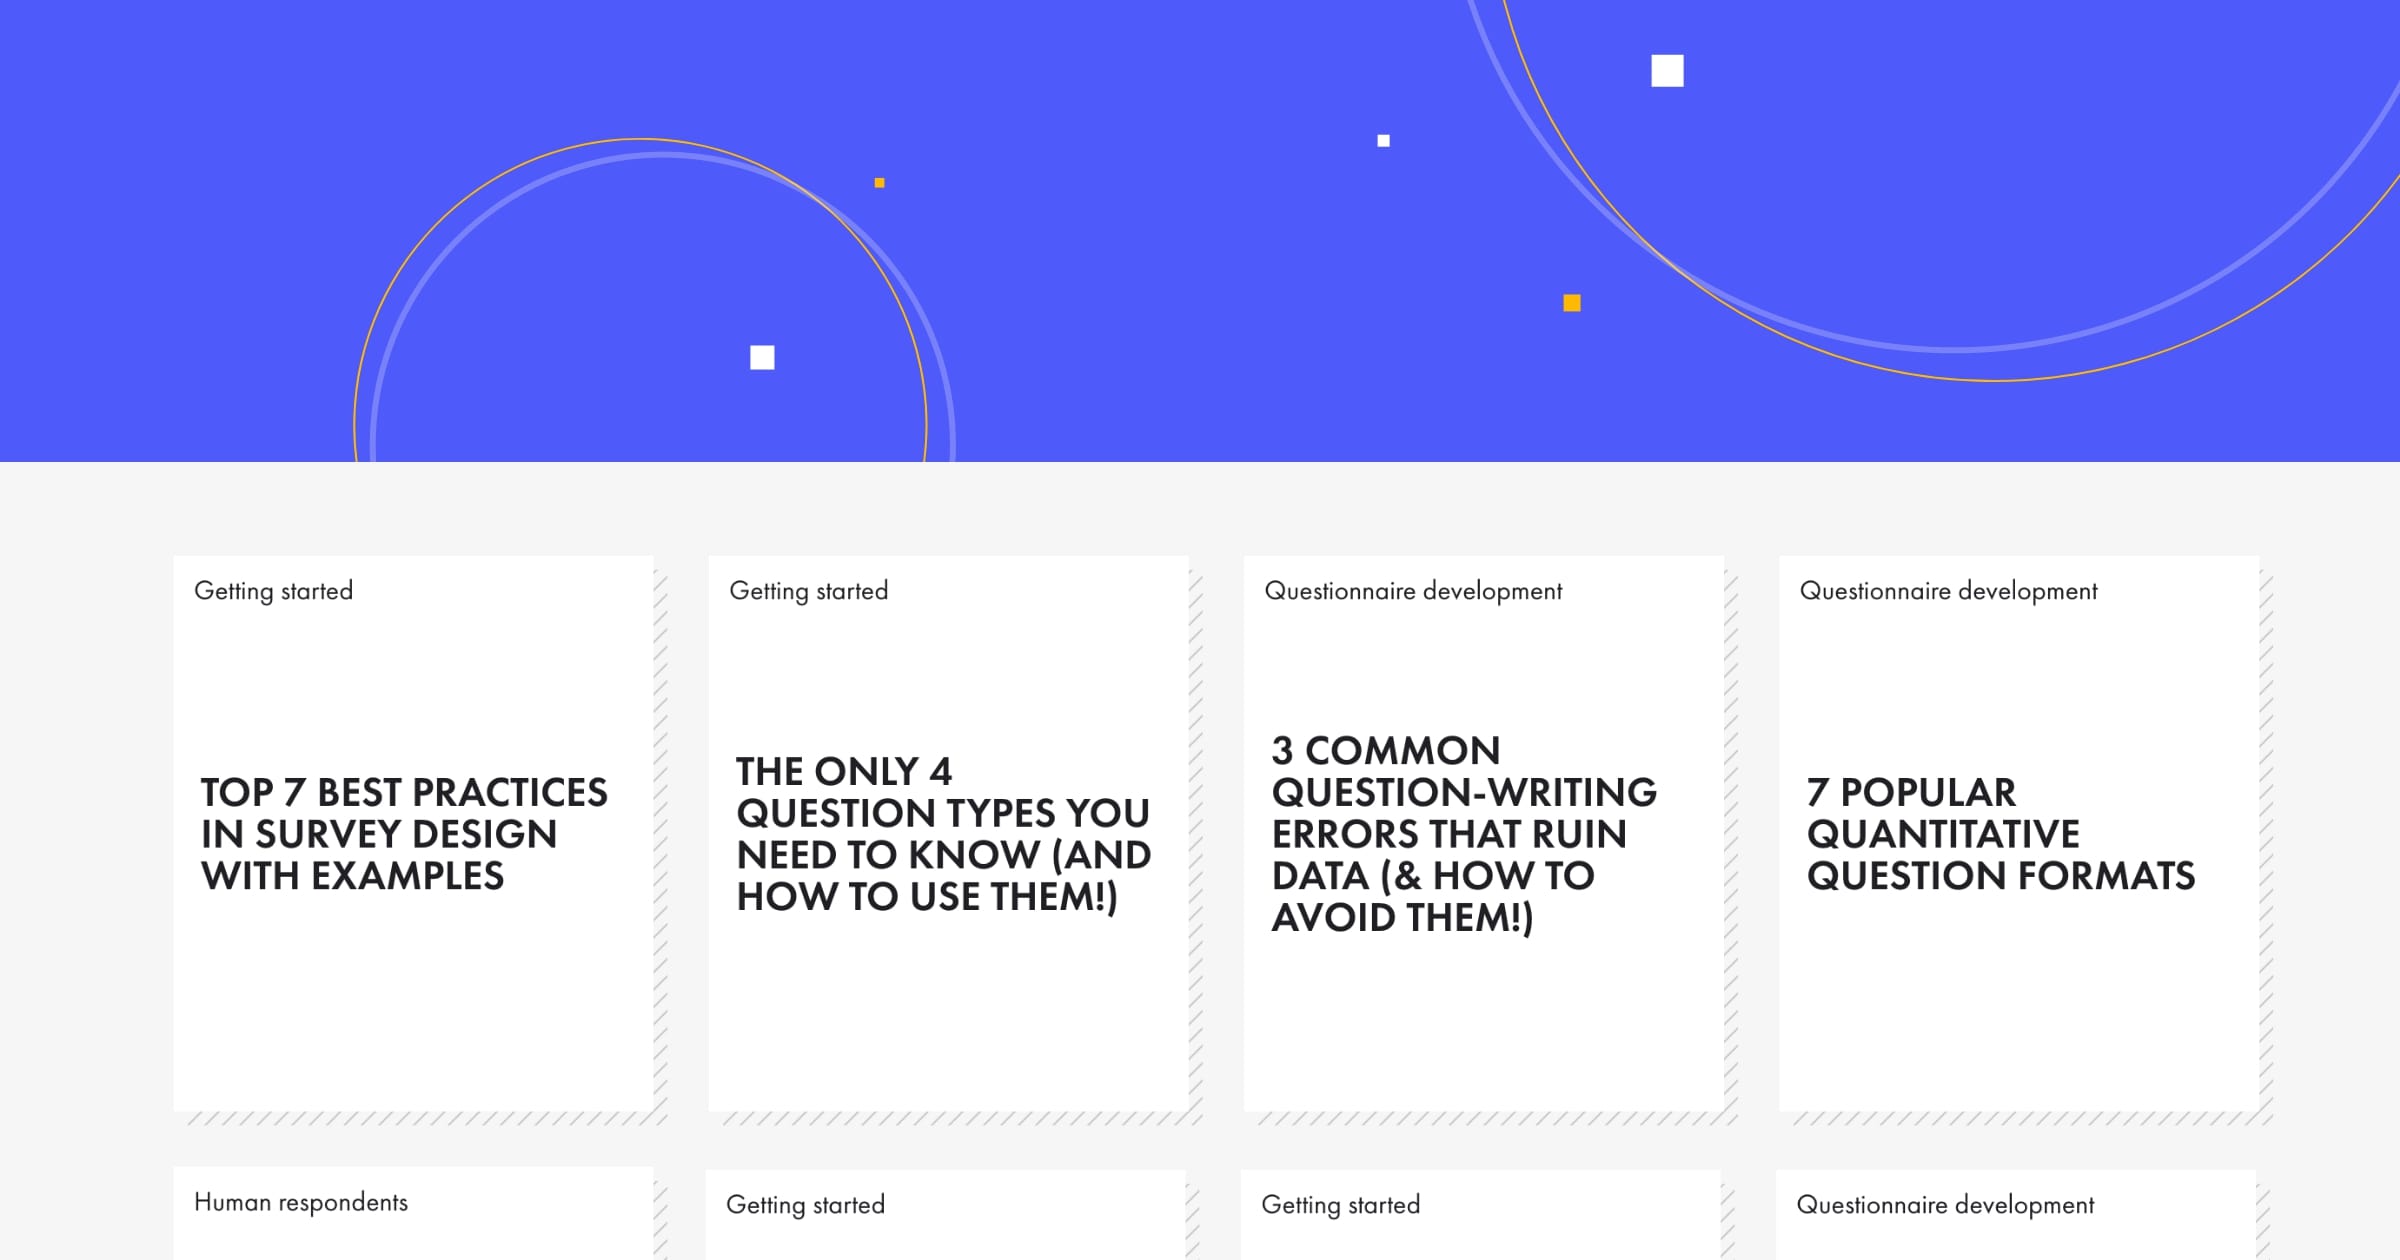 Getting started
TOP 7 BEST PRACTICES
IN SURVEY DESIGN
WITH EXAMPLES
Getting started
THE ONLY 4
QUESTION TYPES YOU
NEED TO KNOW (AND
HOW TO USE THEM!)
Questionnaire development
3 COMMON
QUESTION-WRITING
ERRORS THAT RUIN
DATA (& HOW TO
AVOID THEM!)
Questionnaire development
7 POPULAR
QUANTITATIVE
QUESTION FORMATS
Human respondents
Getting started
Getting started
Questionnaire development